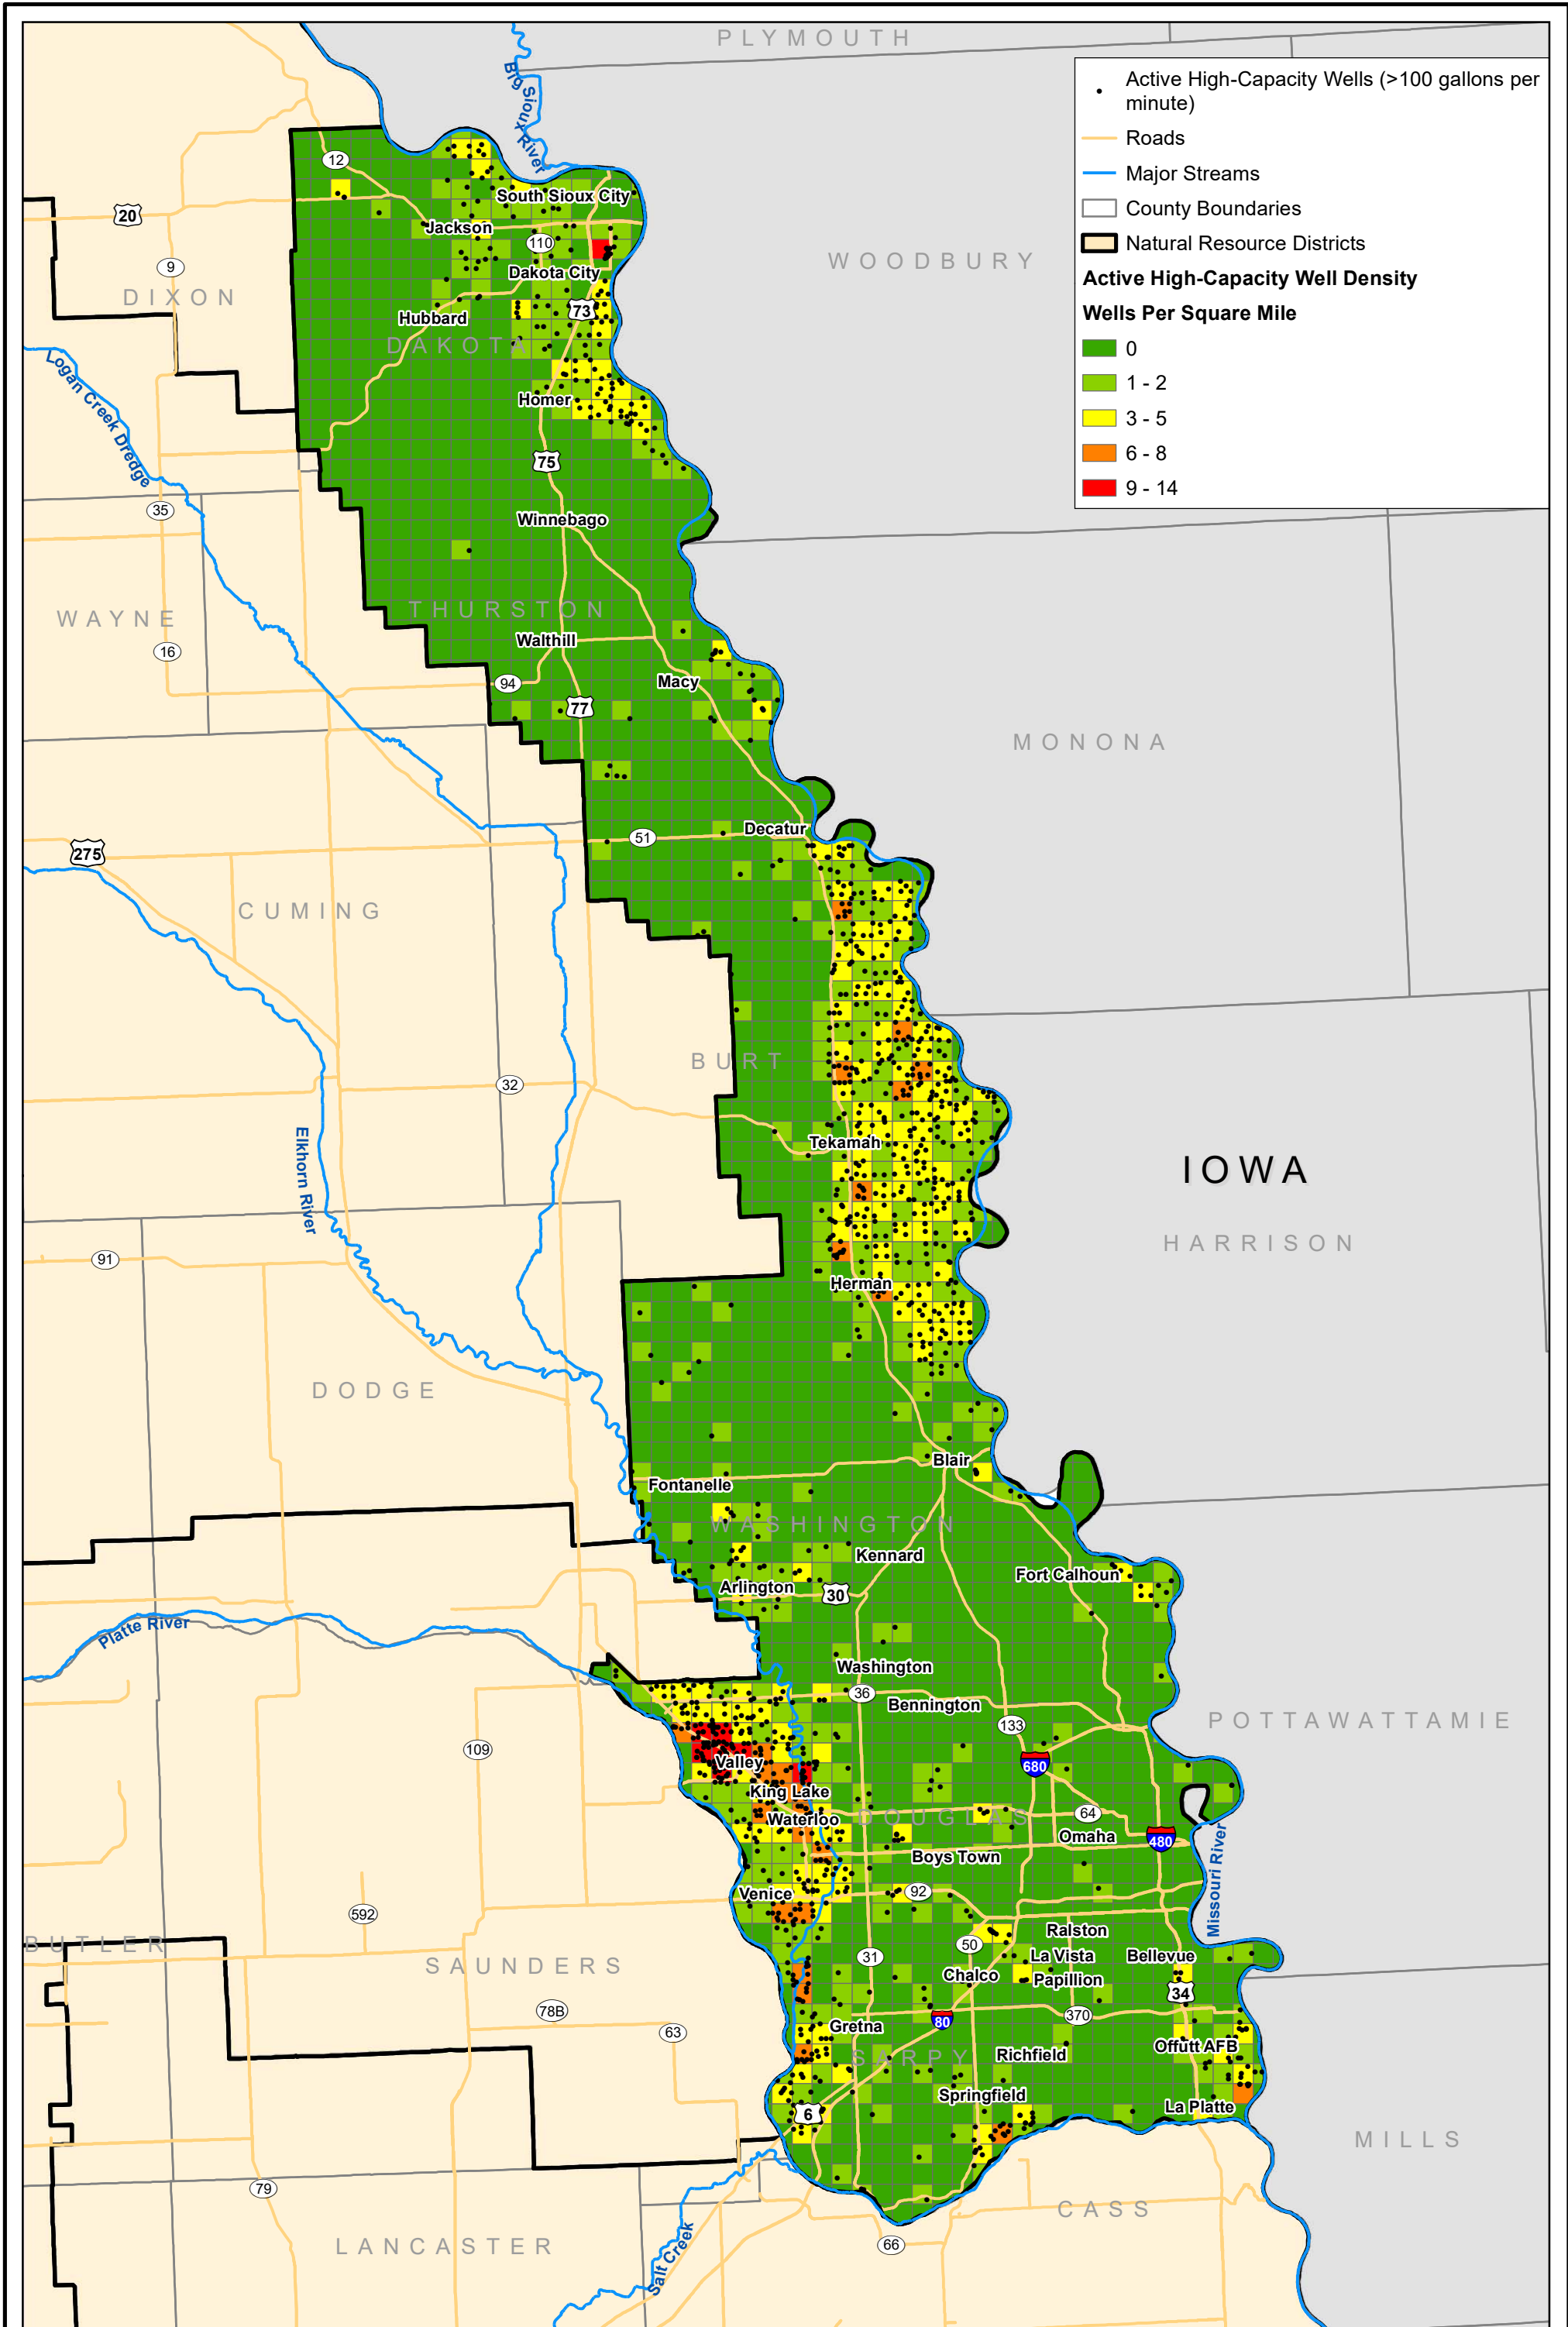 PLYMOUTH
Big Sioux River
Active High-Capacity Wells (>100 gallons per
minute)
Roads
Major Streams
County Boundaries
Natural Resource Districts
Active High-Capacity Well Density
Wells Per Square Mile
0
1 - 2
3 - 5
6 - 8
9 - 14
12
South Sioux City
20
Jackson
110
WOODBURY
9
Dakota City
DIXON
73
Hubbard
DAKOTA
Logan Creek Dredge
Homer
75
35
Winnebago
THURSTON
WAYNE
Walthill
16
94
Macy
77
MONONA
Decatur
51
275
CUMING
BURT
32
Elkhorn River
Tekamah
IOWA
HARRISON
91
Herman
DODGE
Blair
Fontanelle
WASHINGTON
Kennard
Fort Calhoun
Arlington
30
Platte River
Washington
36
Bennington
POTTAWATTAMIE
133
109
Valley
680
King Lake
64
DOUGLAS
Waterloo
Omaha
480
Boys Town
Missouri River
Venice
92
592
Ralston
BUTLER
50
31
La Vista
Bellevue
SAUNDERS
Chalco
Papillion
34
78B
370
80
63
Gretna
Offutt AFB
SARPY
Richfield
Springfield
La Platte
6
MILLS
79
CASS
LANCASTER
66
Salt Creek